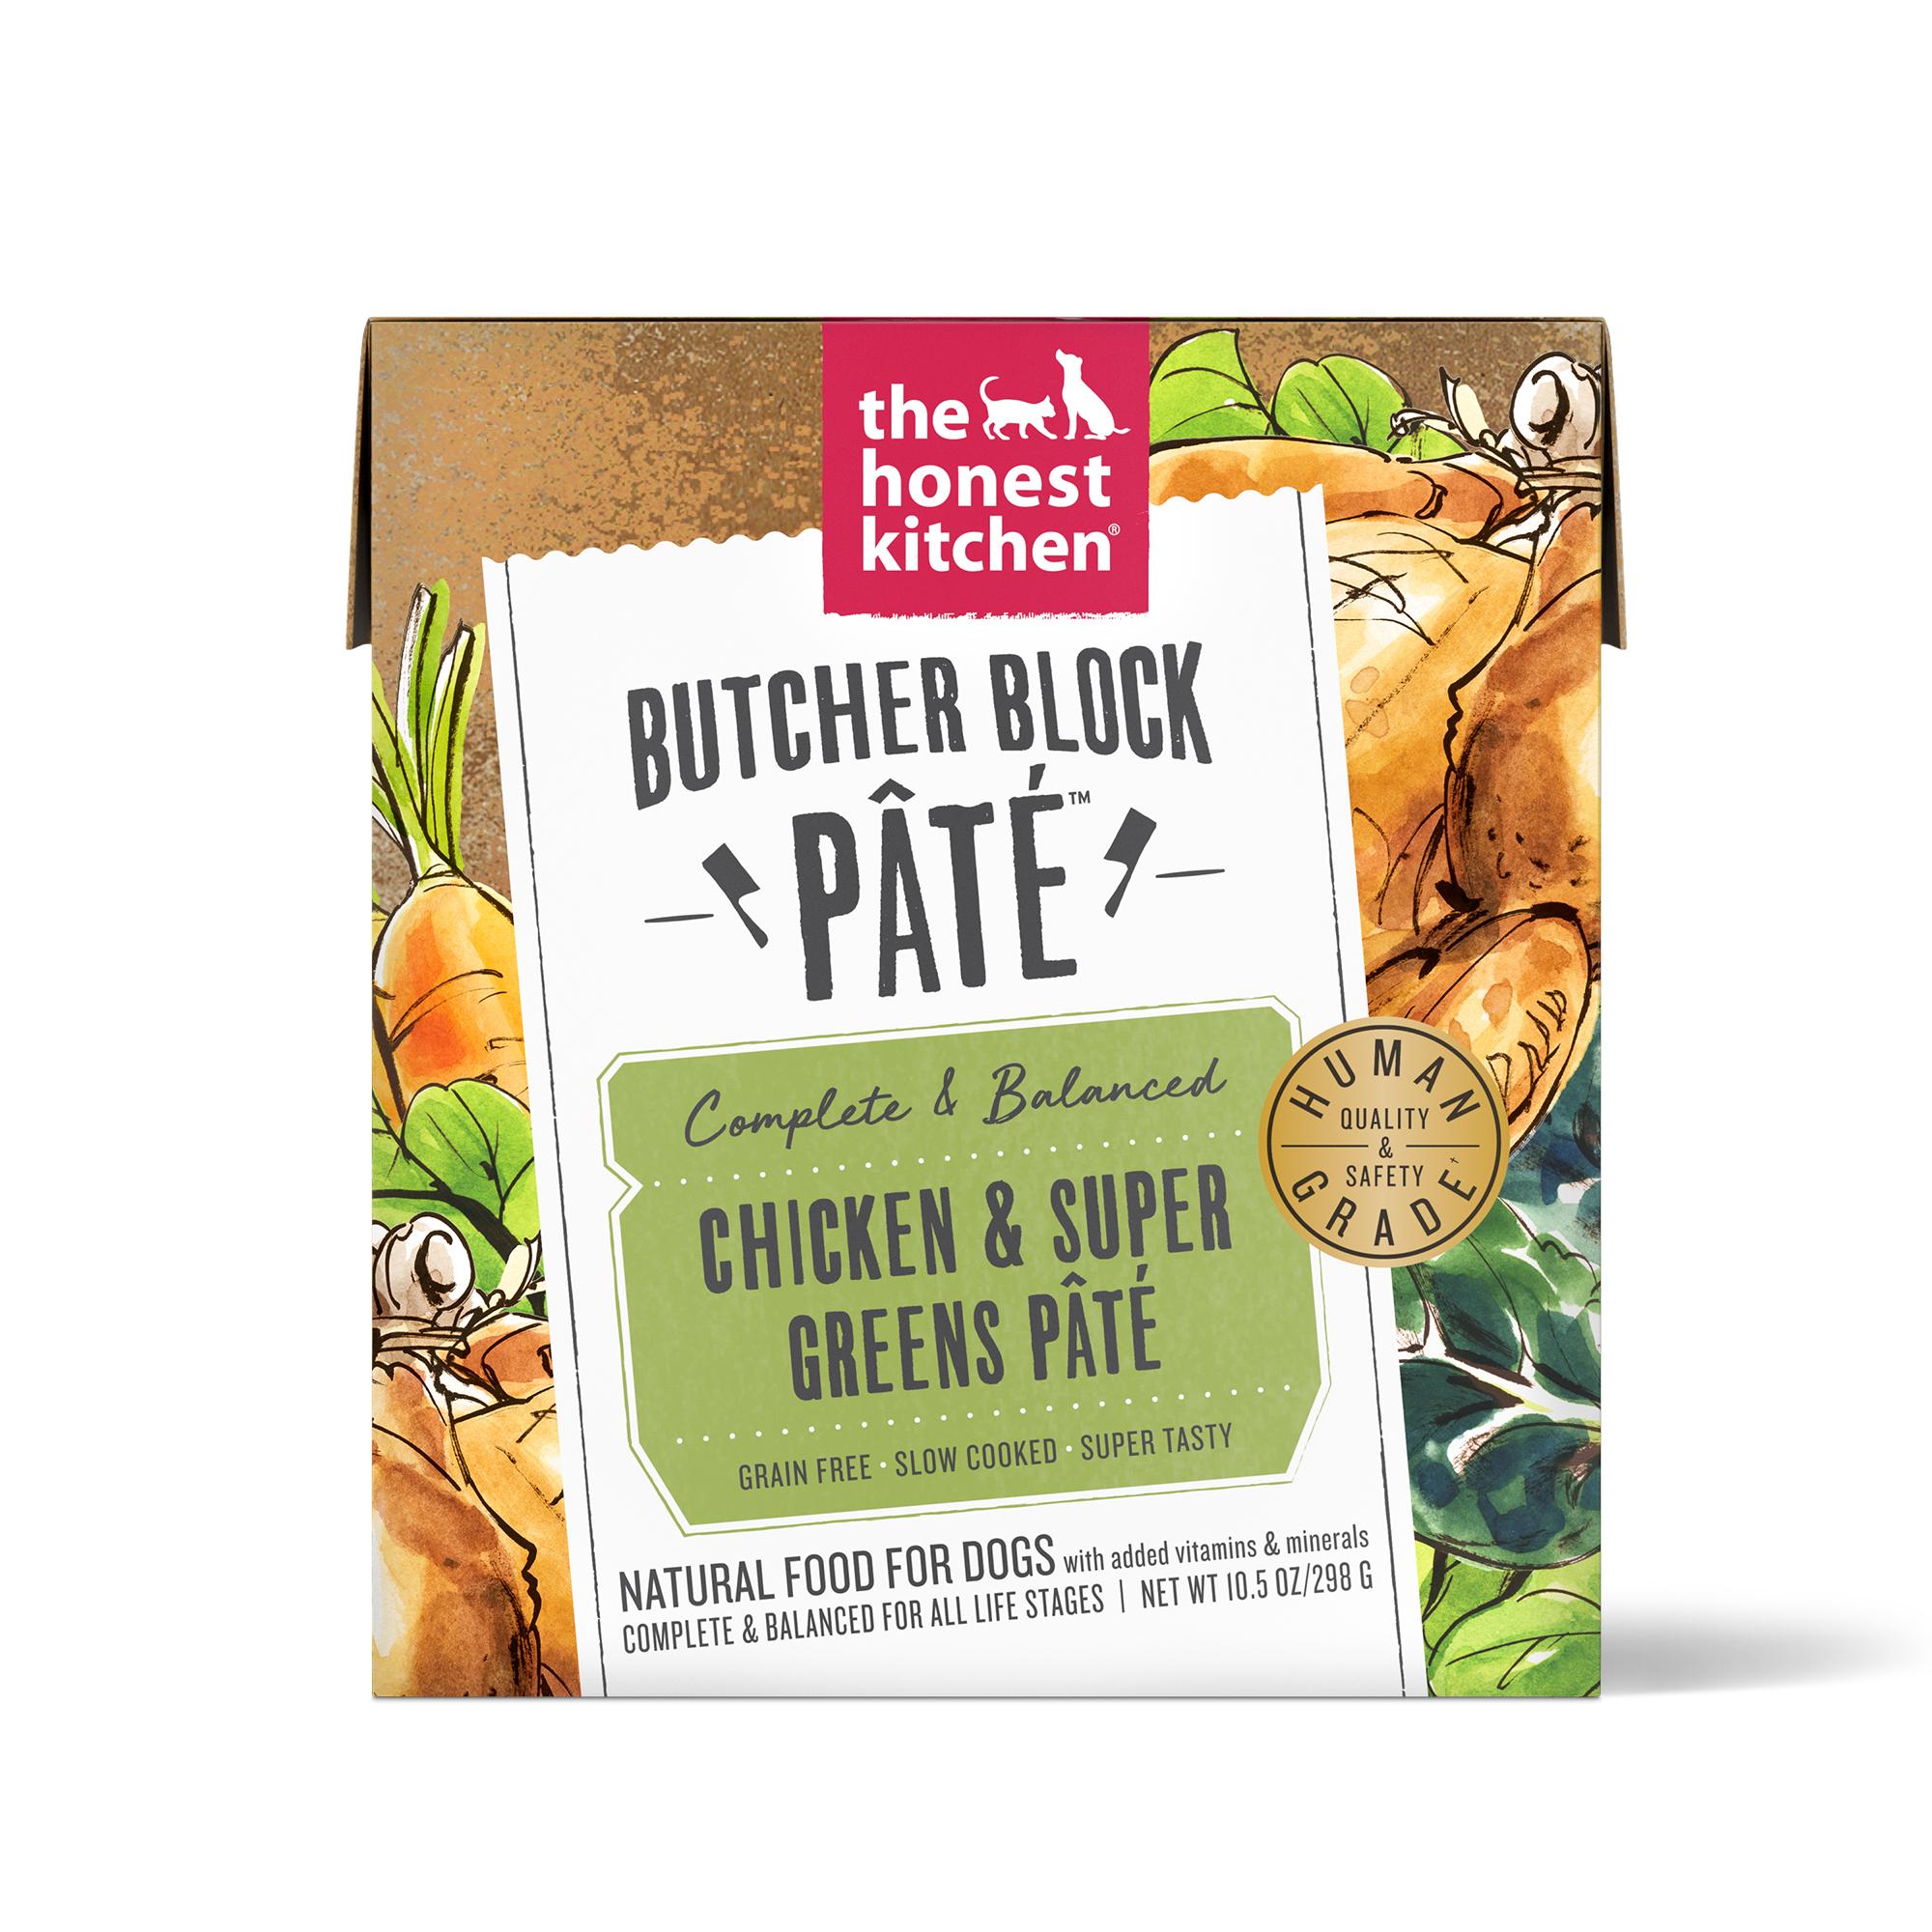 the
honest
kitchen®
BUTCHER BLOCK
PÂTÉ™
Complete & Balanced
CHICKEN & SUPER
GREENS PÂTÉ
GRAIN FREE · SLOW COOKED · SUPER TASTY
HUMAN
QUALITY
&
SAFETY
GRADE+
NATURAL FOOD FOR DOGS with added vitamins & minerals
COMPLETE & BALANCED FOR ALL LIFE STAGES | NET WT 10.5 OZ/298 G